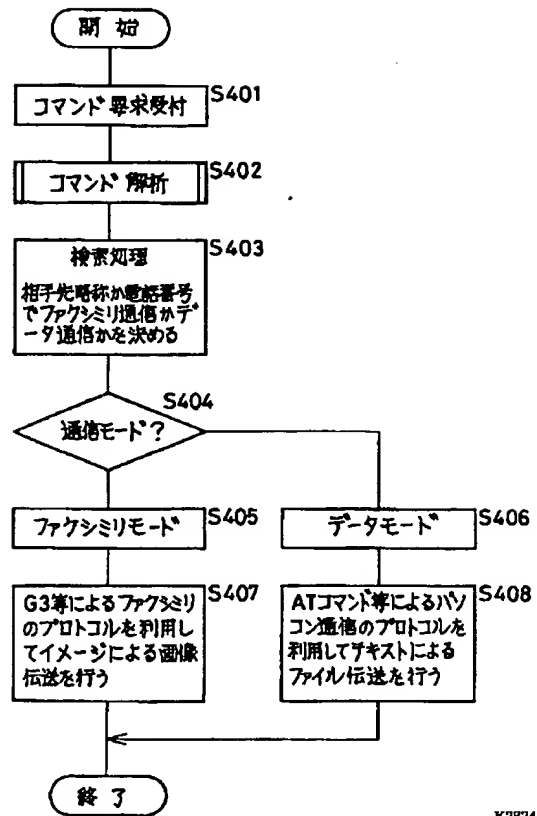 開始
コマンド要求受付
S401
コマンド解析
S402
検索処理
S403
相手先略称か電話番号
でファクシミリ通信かデ
ータ通信かを決める
S404
通信モード?
ファクシミリモード
S405
データモード
S406
G3等によるファクシミリ
のプロトコルを利用し
てイメージによる画像
伝送を行う
S407
ATコマンド等によるパソ
コン通信のプロトコルを
利用してテキストによる
ファイル伝送を行う
S408
終了